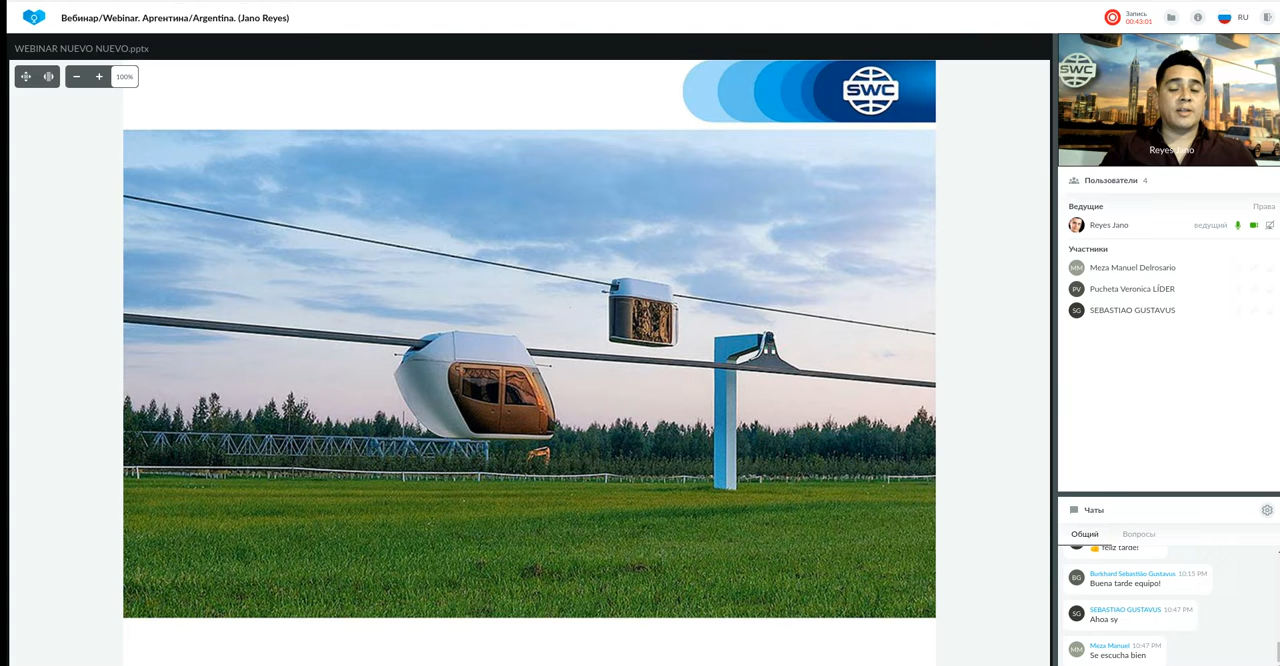 Вебинар/Webinar. Аргентина/Argentina. (Jano Reyes)
Запись
00:43:01
RU
WEBINAR NUEVO NUEVO.pptx
100%
SWC
SWC
ReyesJano
Пользователи 4
Ведущие Права
Reyes Jano ведущий
Участники
MM Meza Manuel Delrosario
PV Pucheta Veronica LÍDER
SG SEBASTIAO GUSTAVUS
Чаты
Общий Вопросы
feliz tarde!
BG Burkhard Sebastião Gustavus 10:15 PM
Buena tarde equipo!
SG SEBASTIAO GUSTAVUS 10:47 PM
Ahoa sy
MM Meza Manuel 10:47 PM
Se escucha bien